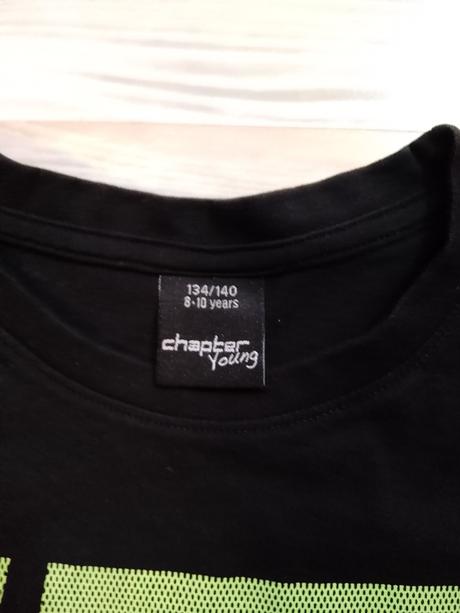 134/140
8-10 years
chapter
young